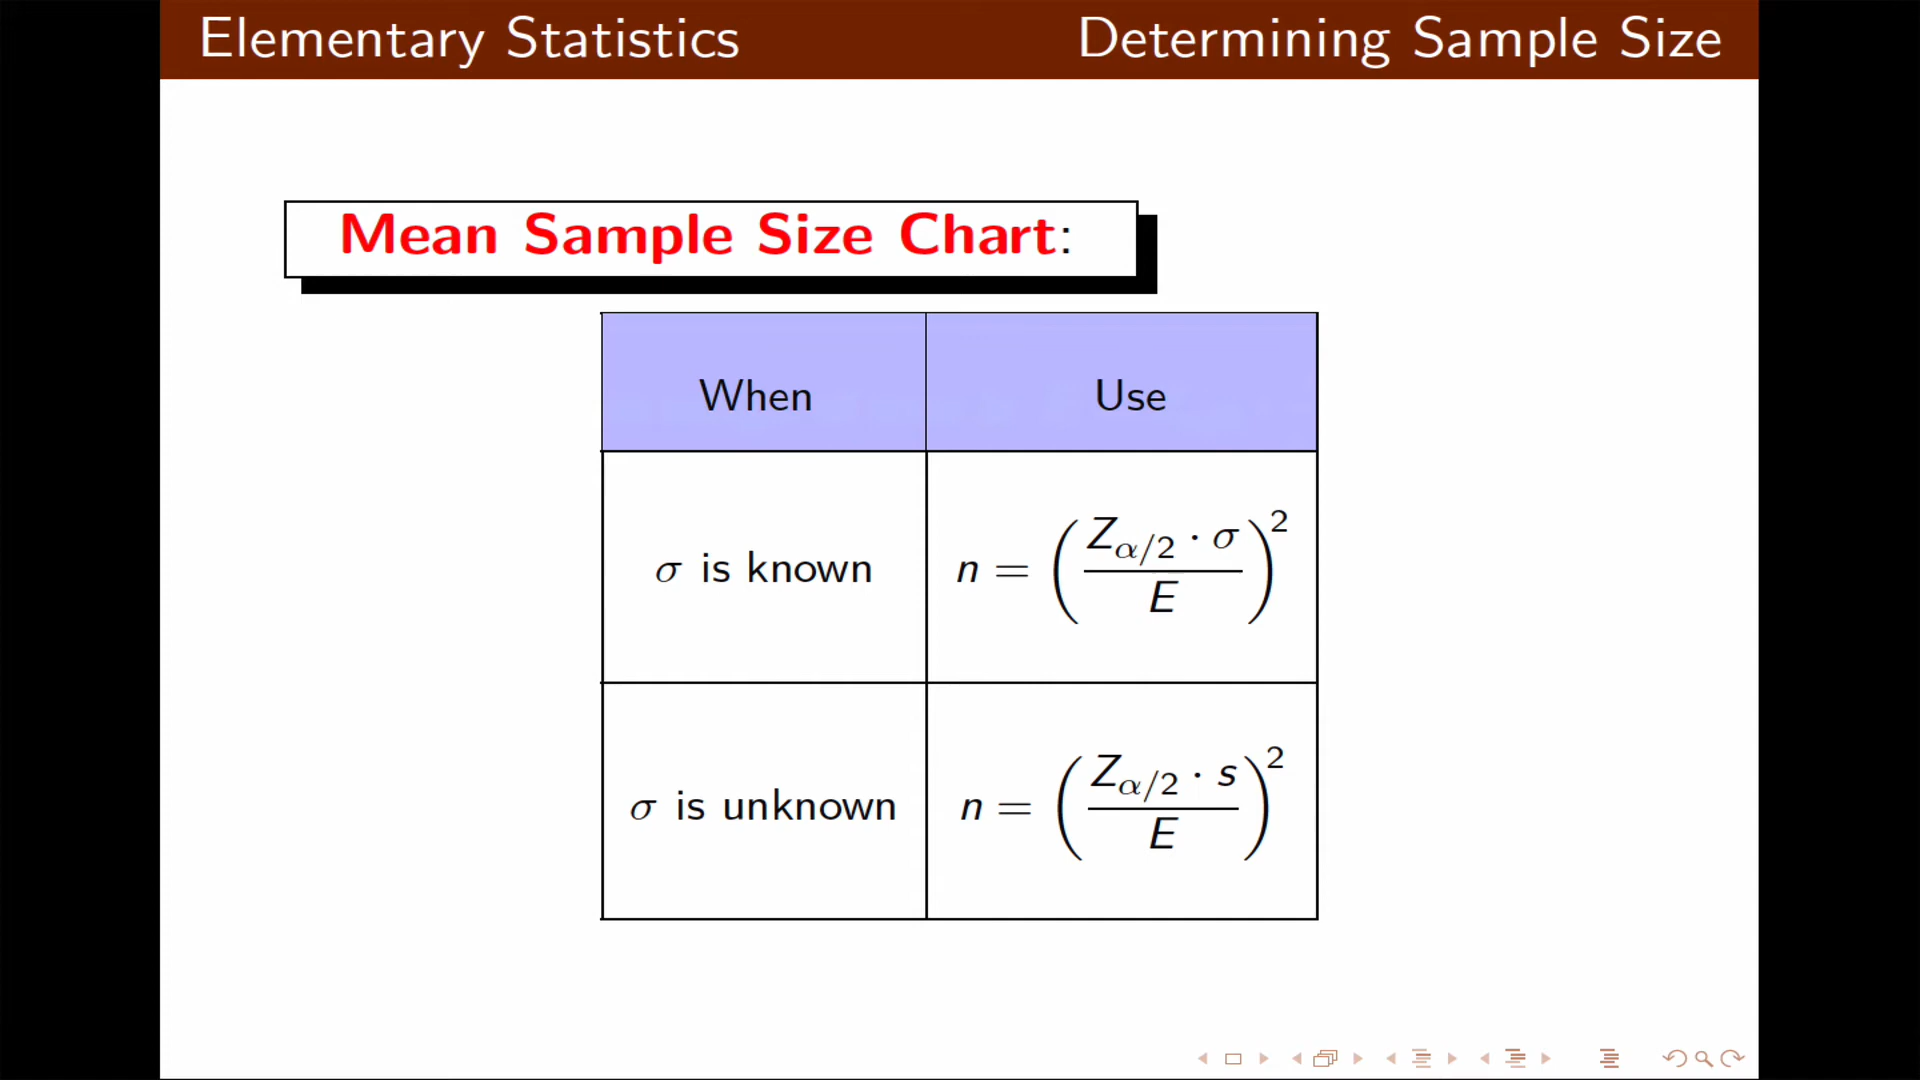 Elementary Statistics Determining Sample Size
Mean Sample Size Chart:
When Use
σ is known n = (Z_{α/2} · σ / E)^2
σ is unknown n = (Z_{α/2} · s / E)^2